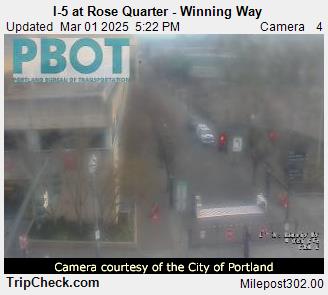 I-5 at Rose Quarter - Winning Way
Updated Mar 01 2025 5:22 PM Camera 4
PBOT
PORTLAND BUREAU OF TRANSPORTATION
Camera courtesy of the City of Portland
TripCheck.com Milepost302.00